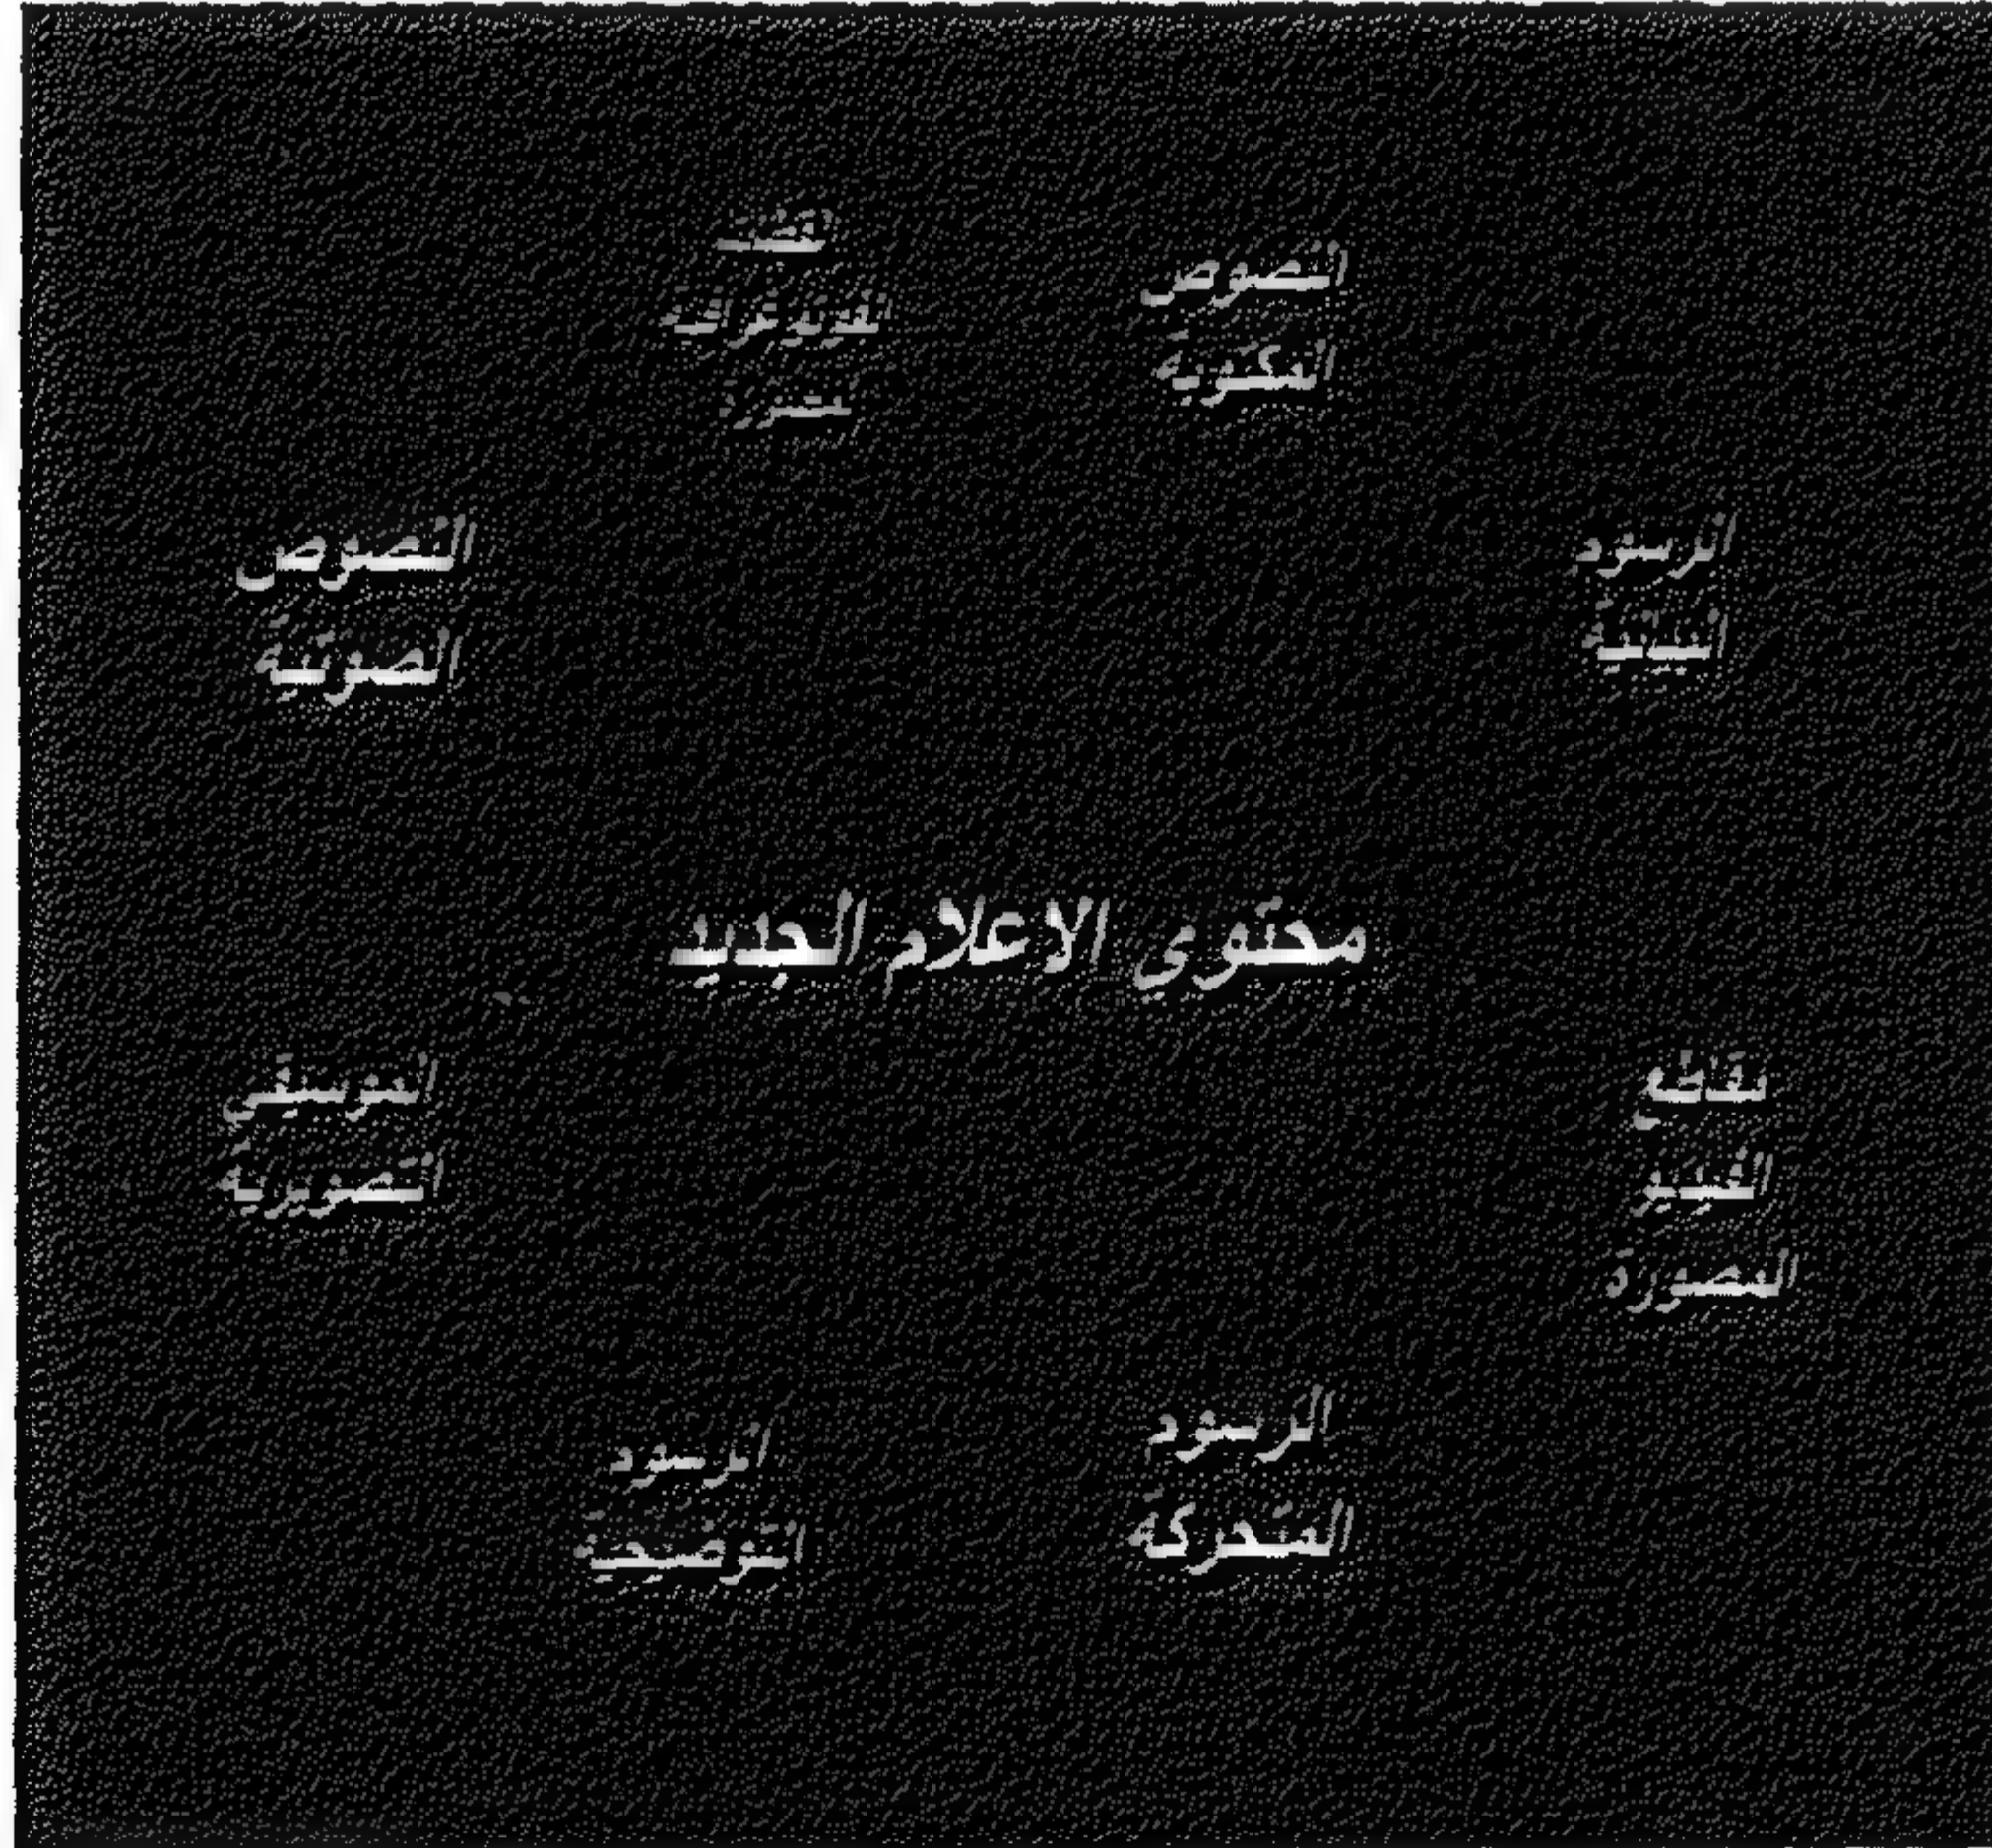 النصوص
المكتوبة
الرسوم
البيانية
النصوص
الصوتية
محتوى الاعلام الجديد
مقاطع
الفيديو
المصورة
الموسيقى
التصويرية
الرسوم
المتحركة
الرسوم
التوضيحية